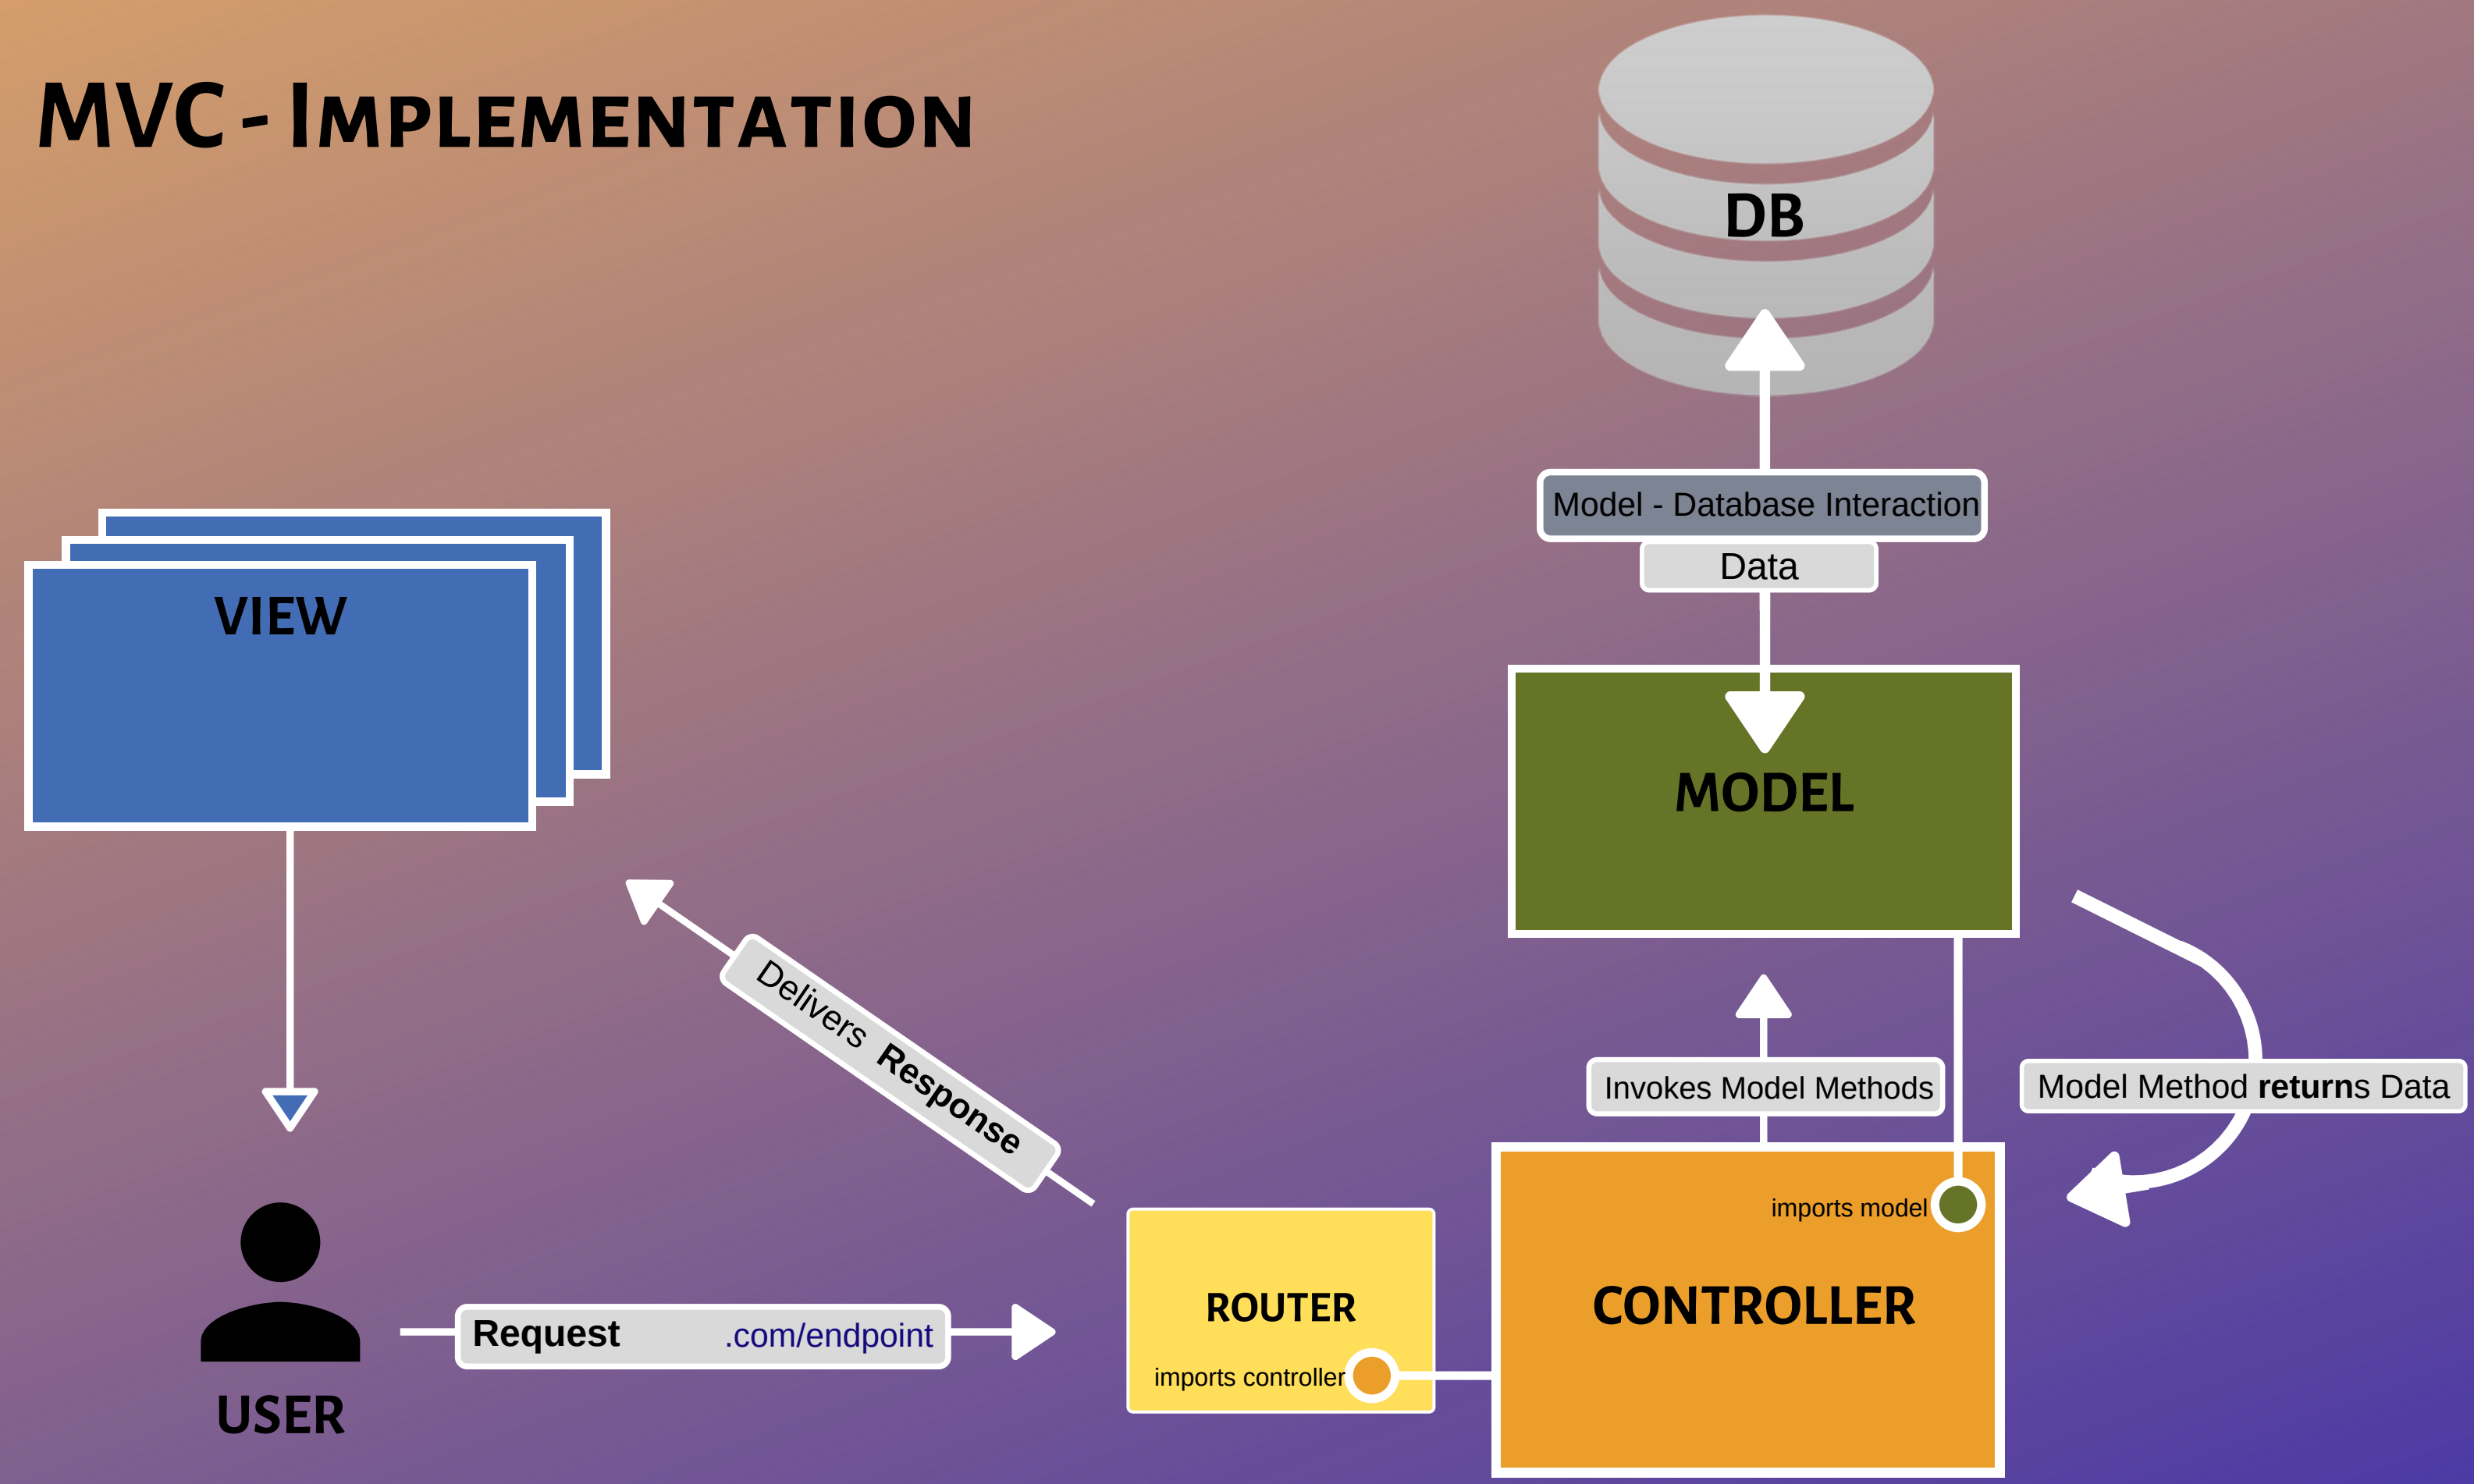 MVC - IMPLEMENTATION
DB
Model - Database Interaction
Data
VIEW
MODEL
Delivers Response
Invokes Model Methods
Model Method returns Data
imports model
ROUTER
CONTROLLER
Request .com/endpoint
imports controller
USER